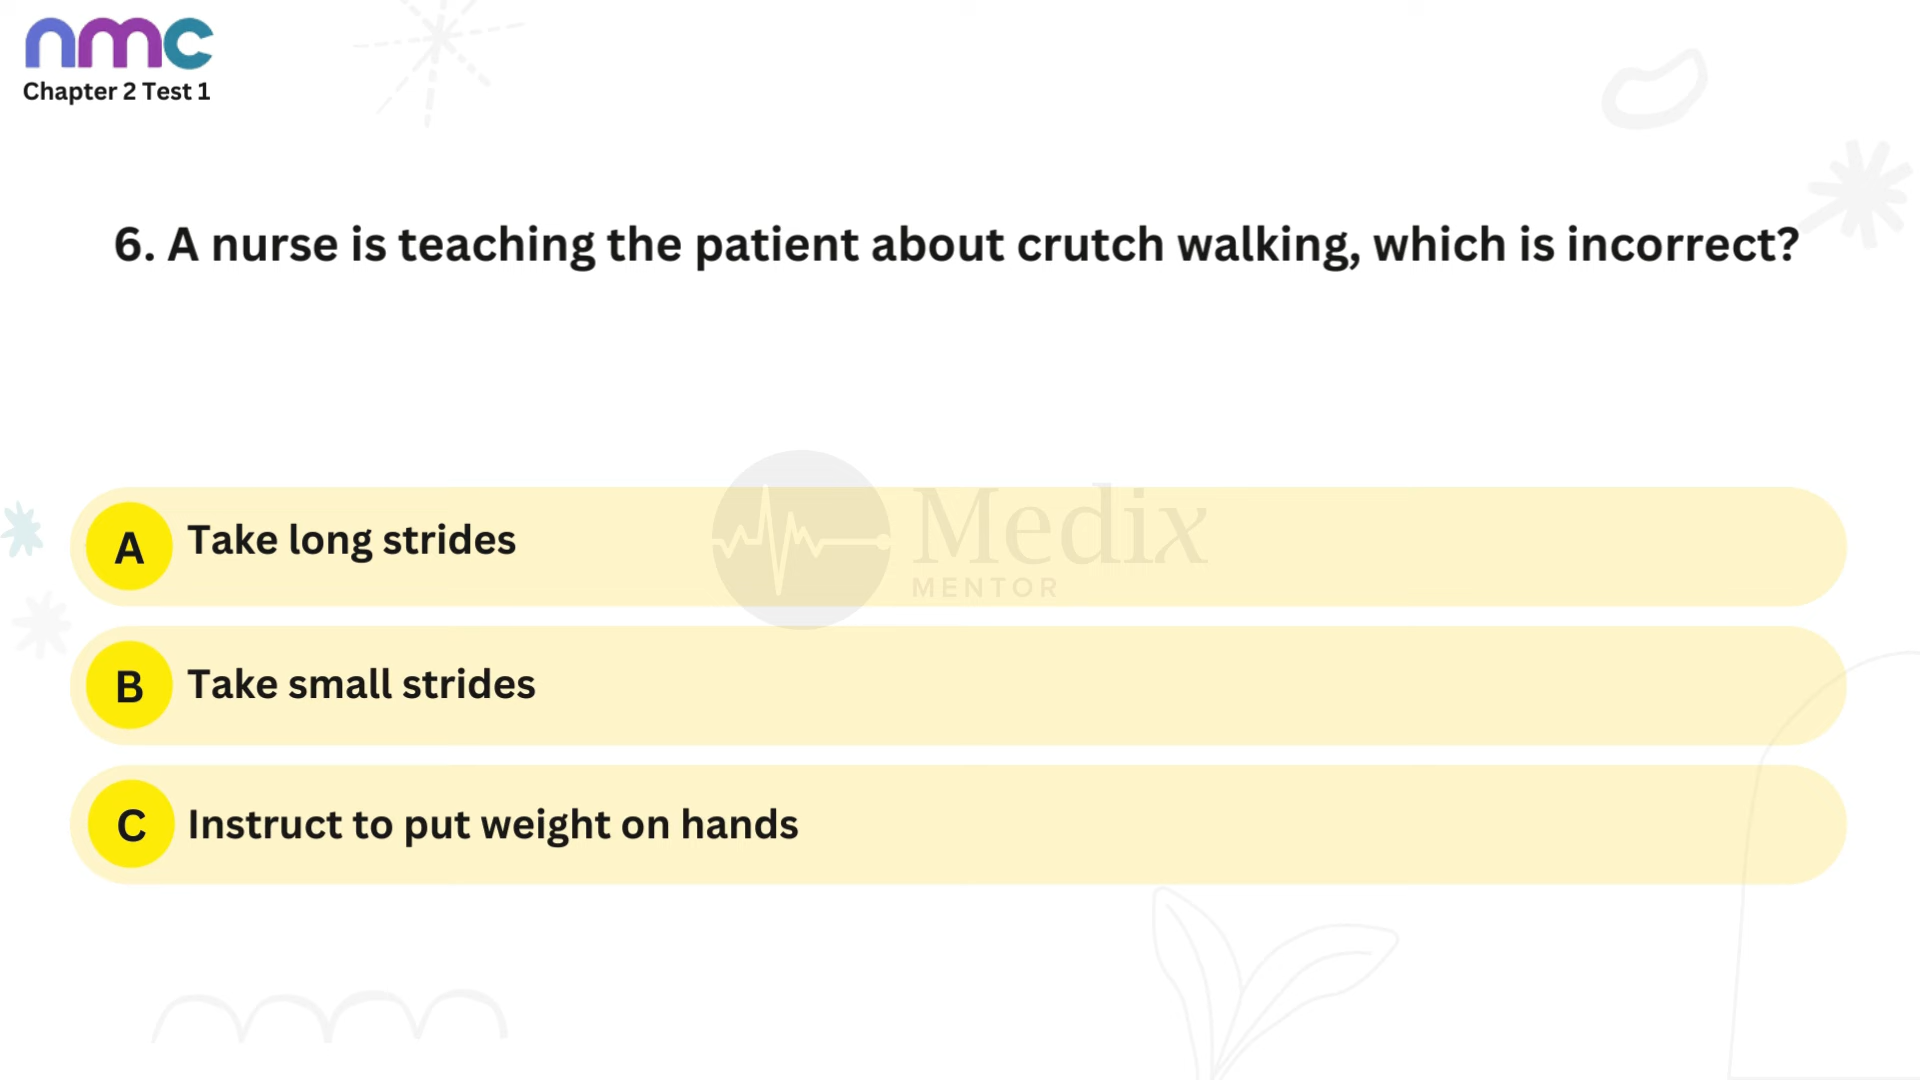 nmc
Chapter 2 Test 1
6. A nurse is teaching the patient about crutch walking, which is incorrect?
Medix
MENTOR
A Take long strides
B Take small strides
C Instruct to put weight on hands